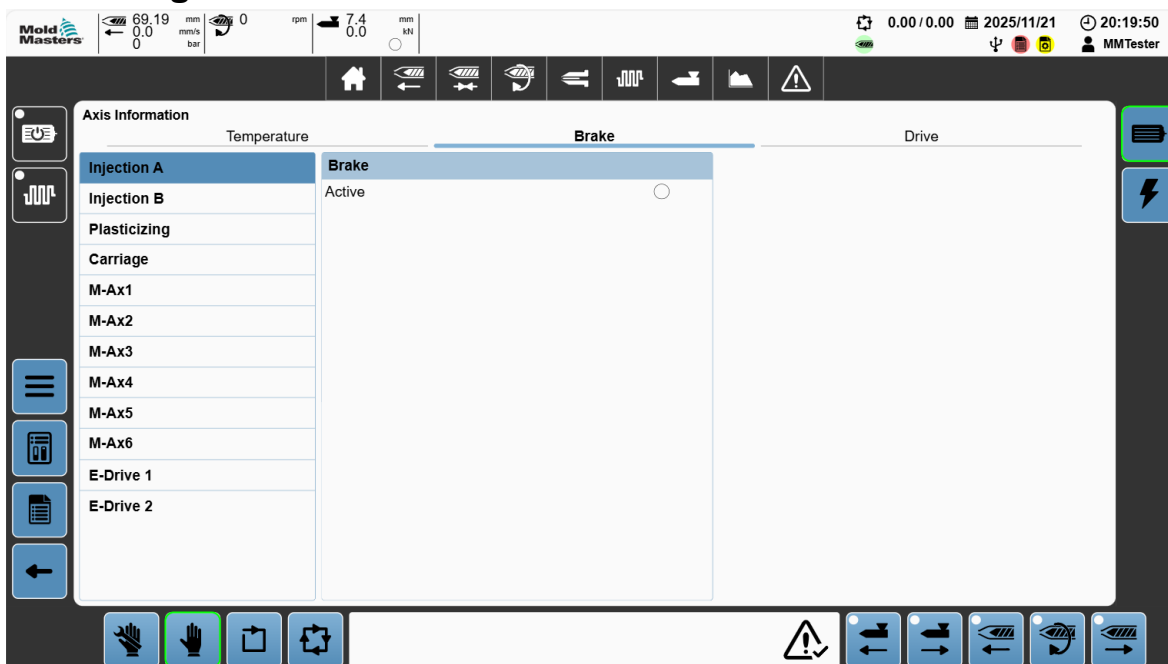 Mold
Masters
69.19 mm
0.0 mm/s
0 bar
0 rpm
7.4 mm
0.0 kN
0.00 / 0.00 2025/11/21 20:19:50
MMTester
Axis Information
Temperature Brake Drive
Injection A
Injection B
Plasticizing
Carriage
M-Ax1
M-Ax2
M-Ax3
M-Ax4
M-Ax5
M-Ax6
E-Drive 1
E-Drive 2
Brake
Active